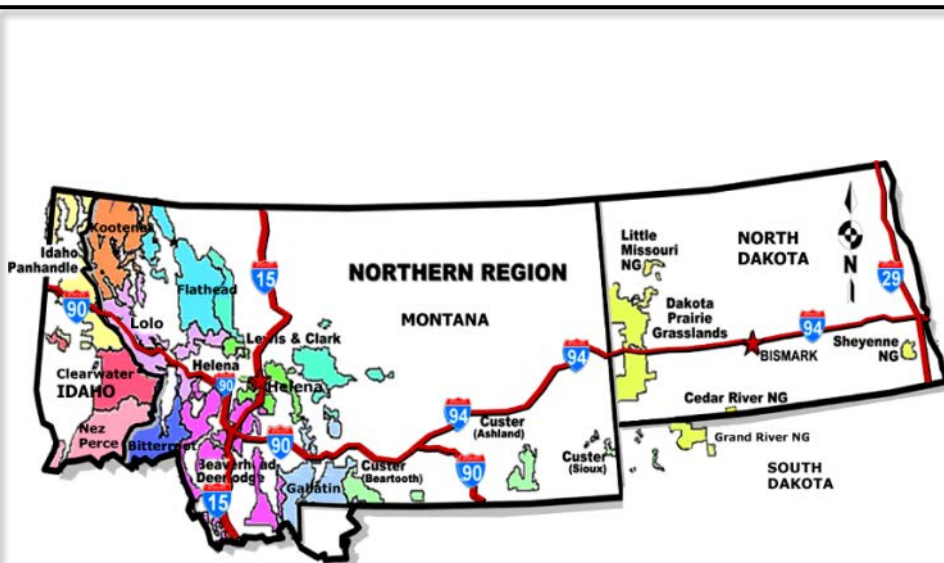 Kootenai
Idaho
Panhandle
90
Lolo
Flathead
15
NORTHERN REGION
MONTANA
Lewis & Clark
Helena
90
Helena
Clearwater
IDAHO
Nez
Perce
Bitterroot
Beaverhead
Deerlodge
15
90
Gallatin
Custer
(Beartooth)
94
94
Custer
(Ashland)
90
Custer
(Sioux)
Little
Missouri
NG
NORTH
DAKOTA
N
29
Dakota
Prairie
Grasslands
94
BISMARK
Sheyenne
NG
Cedar River NG
Grand River NG
SOUTH
DAKOTA